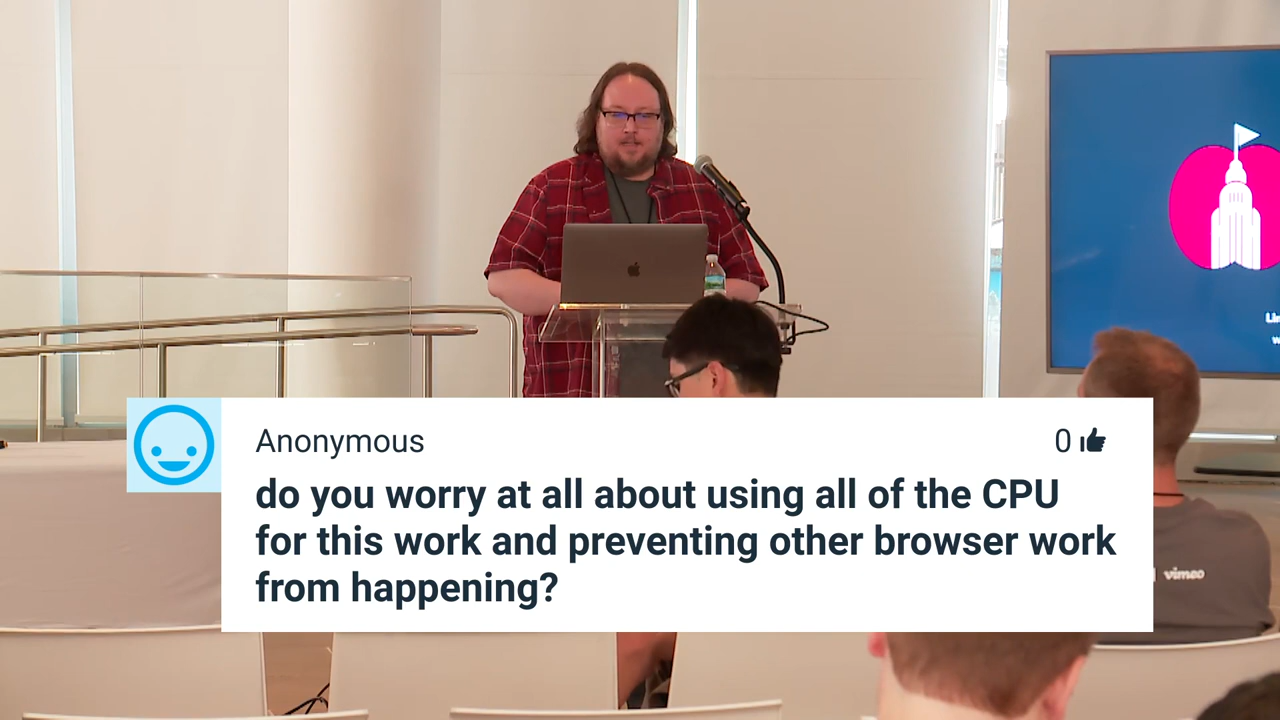 Anonymous
0
do you worry at all about using all of the CPU
for this work and preventing other browser work
from happening?
vimeo